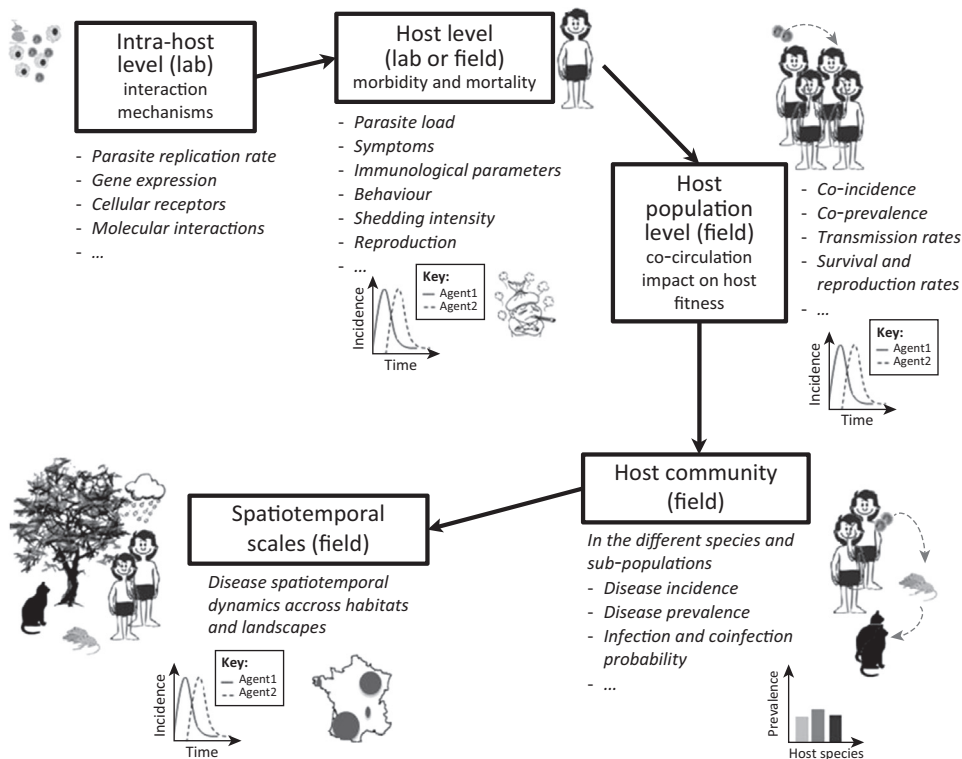 Intra-host
level (lab)
interaction
mechanisms
- Parasite replication rate
- Gene expression
- Cellular receptors
- Molecular interactions
- ...
Host level
(lab or field)
morbidity and mortality
- Parasite load
- Symptoms
- Immunological parameters
- Behaviour
- Shedding intensity
- Reproduction
- ...
Incidence
Time
Key:
Agent1
Agent2
Host
population
level (field)
co-circulation
impact on host
fitness
- Co-incidence
- Co-prevalence
- Transmission rates
- Survival and
reproduction rates
- ...
Incidence
Time
Key:
Agent1
Agent2
Host community
(field)
In the different species and
sub-populations
- Disease incidence
- Disease prevalence
- Infection and coinfection
probability
- ...
Prevalence
Host species
Spatiotemporal
scales (field)
Disease spatiotemporal
dynamics accross habitats
and landscapes
Incidence
Time
Key:
Agent1
Agent2